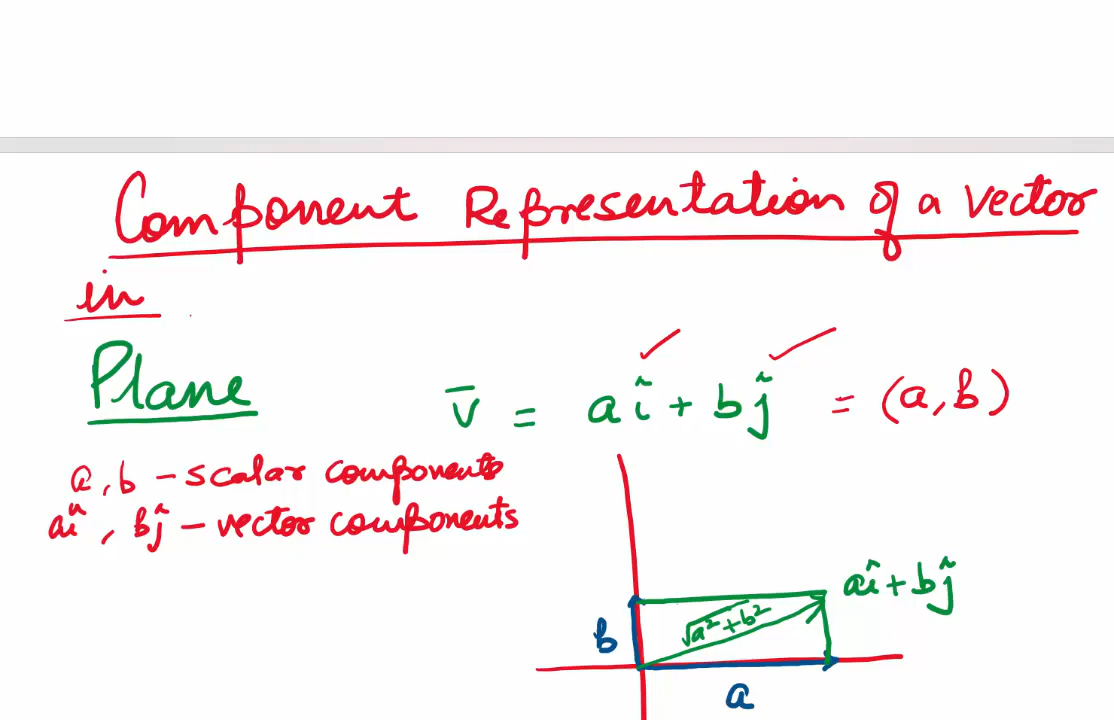 Component Representation of a vector
in
Plane
v̄ = aî + bĵ = (a, b)
a, b - scalar components
aî, bĵ - vector components
aî + bĵ
√a²+b²
b
a